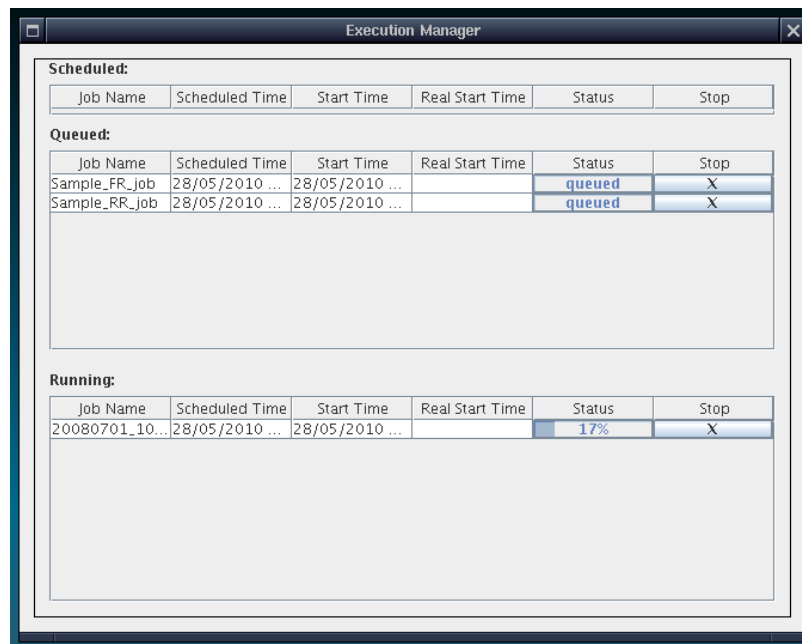 Execution Manager
Scheduled:
Job Name Scheduled Time Start Time Real Start Time Status Stop
Queued:
Job Name Scheduled Time Start Time Real Start Time Status Stop
Sample_FR_job 28/05/2010 ... 28/05/2010 ... queued X
Sample_RR_job 28/05/2010 ... 28/05/2010 ... queued X
Running:
Job Name Scheduled Time Start Time Real Start Time Status Stop
20080701_10... 28/05/2010 ... 28/05/2010 ... 17% X